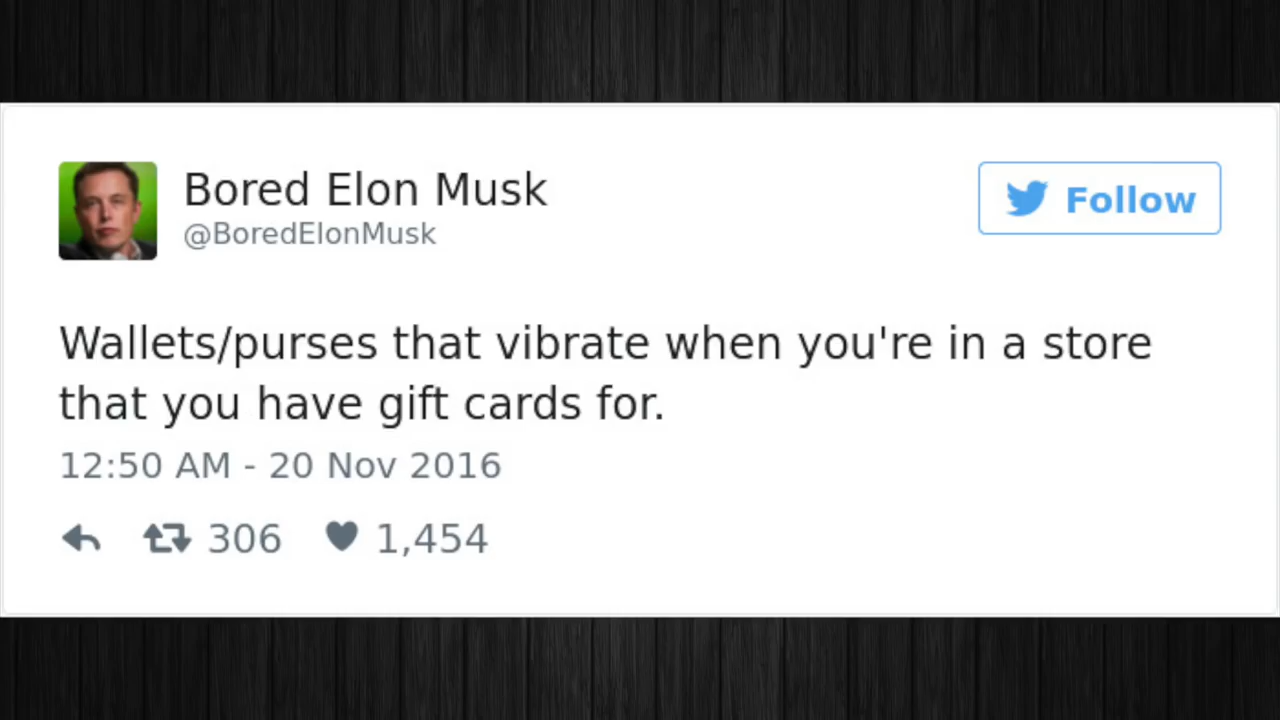 Bored Elon Musk
@BoredElonMusk
Follow
Wallets/purses that vibrate when you're in a store
that you have gift cards for.
12:50 AM - 20 Nov 2016
306 1,454